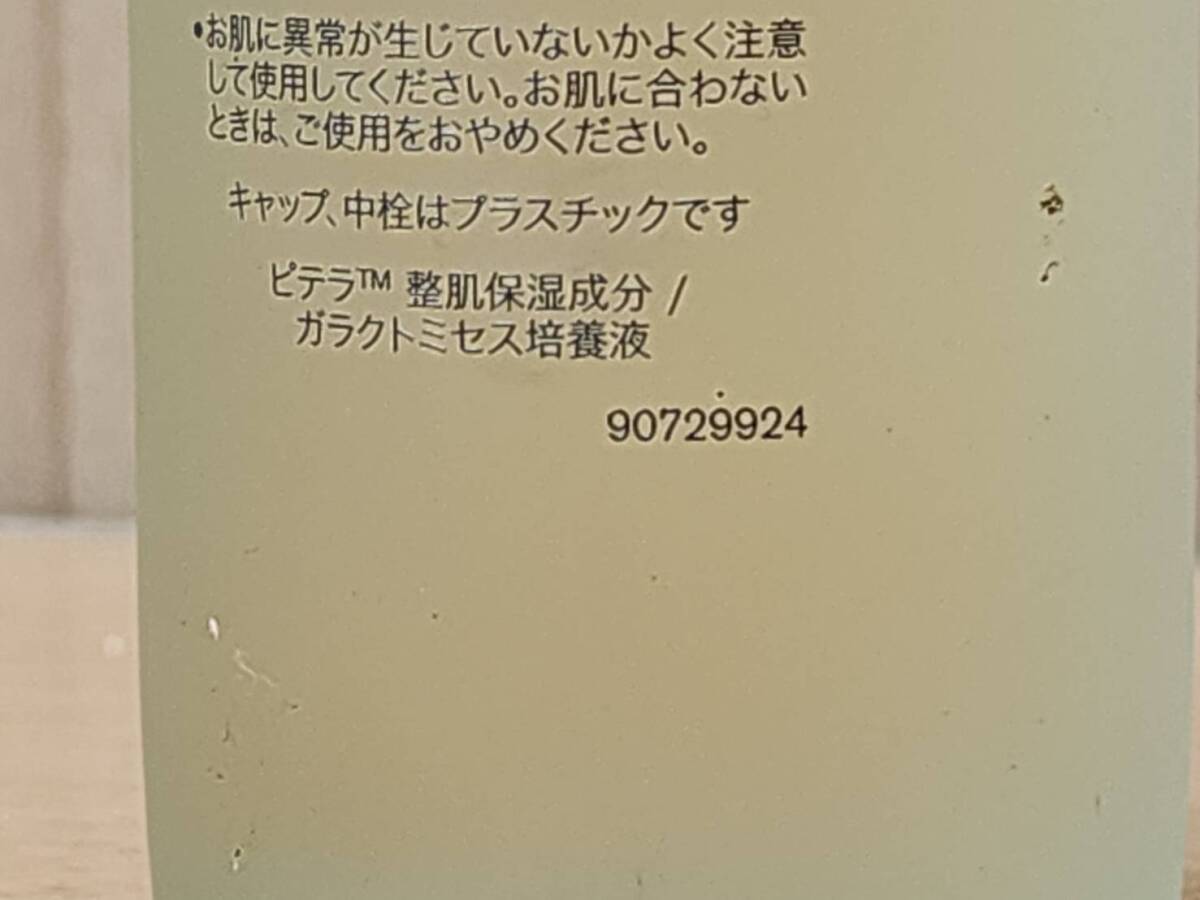 •お肌に異常が生じていないかよく注意
して使用してください。お肌に合わない
ときは、ご使用をおやめください。
キャップ、中栓はプラスチックです
ピテラ™ 整肌保湿成分 /
ガラクトミセス培養液
90729924